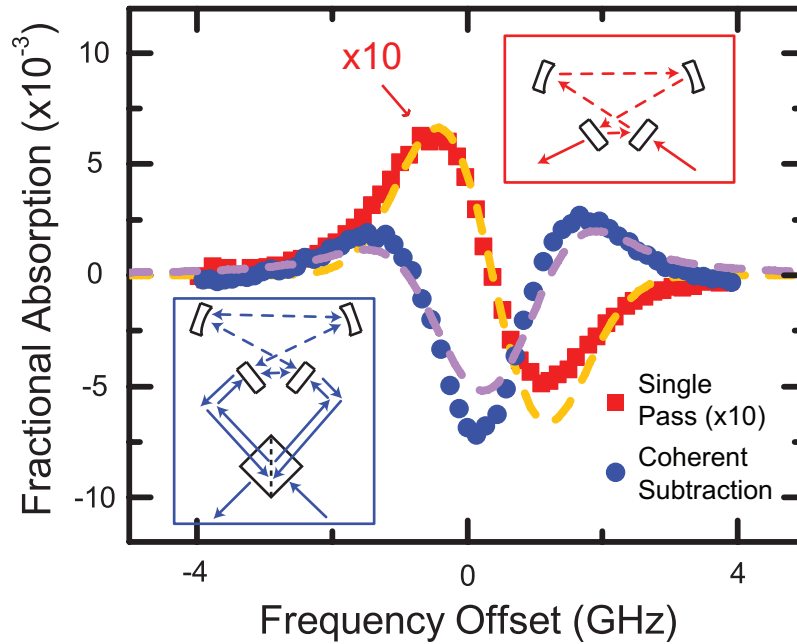 Fractional Absorption (x10⁻³)
10
5
0
-5
-10
x10
Single
Pass (x10)
Coherent
Subtraction
-4
0
4
Frequency Offset (GHz)